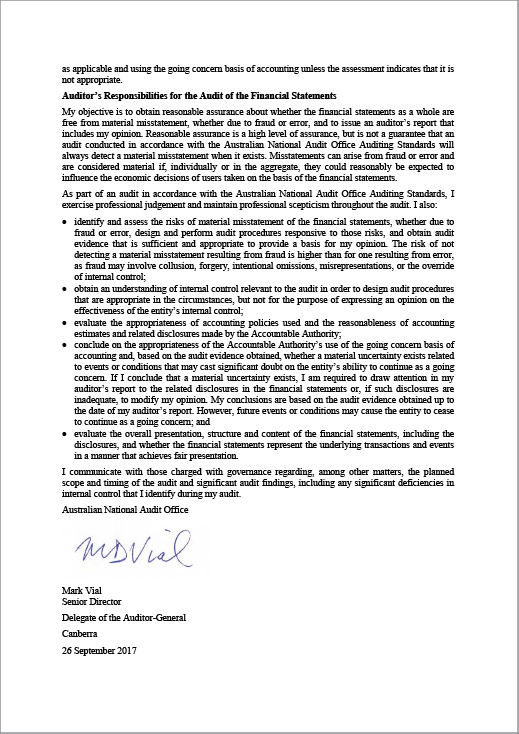 as applicable and using the going concern basis of accounting unless the assessment indicates that it is
not appropriate.
Auditor's Responsibilities for the Audit of the Financial Statements
My objective is to obtain reasonable assurance about whether the financial statements as a whole are
free from material misstatement, whether due to fraud or error, and to issue an auditor's report that
includes my opinion. Reasonable assurance is a high level of assurance, but is not a guarantee that an
audit conducted in accordance with the Australian National Audit Office Auditing Standards will
always detect a material misstatement when it exists. Misstatements can arise from fraud or error and
are considered material if, individually or in the aggregate, they could reasonably be expected to
influence the economic decisions of users taken on the basis of the financial statements.
As part of an audit in accordance with the Australian National Audit Office Auditing Standards, I
exercise professional judgement and maintain professional scepticism throughout the audit. I also:
• identify and assess the risks of material misstatement of the financial statements, whether due to
fraud or error, design and perform audit procedures responsive to those risks, and obtain audit
evidence that is sufficient and appropriate to provide a basis for my opinion. The risk of not
detecting a material misstatement resulting from fraud is higher than for one resulting from error,
as fraud may involve collusion, forgery, intentional omissions, misrepresentations, or the override
of internal control;
• obtain an understanding of internal control relevant to the audit in order to design audit procedures
that are appropriate in the circumstances, but not for the purpose of expressing an opinion on the
effectiveness of the entity's internal control;
• evaluate the appropriateness of accounting policies used and the reasonableness of accounting
estimates and related disclosures made by the Accountable Authority;
• conclude on the appropriateness of the Accountable Authority's use of the going concern basis of
accounting and, based on the audit evidence obtained, whether a material uncertainty exists related
to events or conditions that may cast significant doubt on the entity's ability to continue as a going
concern. If I conclude that a material uncertainty exists, I am required to draw attention in my
auditor's report to the related disclosures in the financial statements or, if such disclosures are
inadequate, to modify my opinion. My conclusions are based on the audit evidence obtained up to
the date of my auditor's report. However, future events or conditions may cause the entity to cease
to continue as a going concern; and
• evaluate the overall presentation, structure and content of the financial statements, including the
disclosures, and whether the financial statements represent the underlying transactions and events
in a manner that achieves fair presentation.
I communicate with those charged with governance regarding, among other matters, the planned
scope and timing of the audit and significant audit findings, including any significant deficiencies in
internal control that I identify during my audit.
Australian National Audit Office
MDVial
Mark Vial
Senior Director
Delegate of the Auditor-General
Canberra
26 September 2017